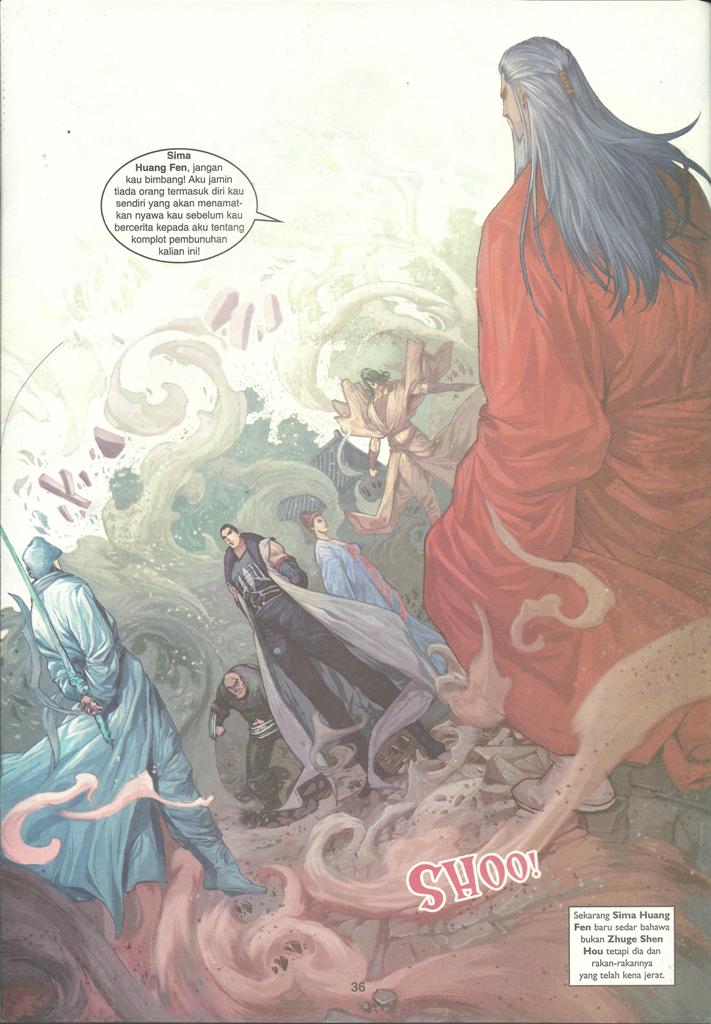 Sima
Huang Fen, jangan
kau bimbang! Aku jamin
tiada orang termasuk diri kau
sendiri yang akan menamat-
kan nyawa kau sebelum kau
bercerita kepada aku tentang
komplot pembunuhan
kalian ini!
SHOO!
Sekarang Sima Huang
Fen baru sedar bahawa
bukan Zhuge Shen
Hou tetapi dia dan
rakan-rakannya
yang telah kena jerat.
36